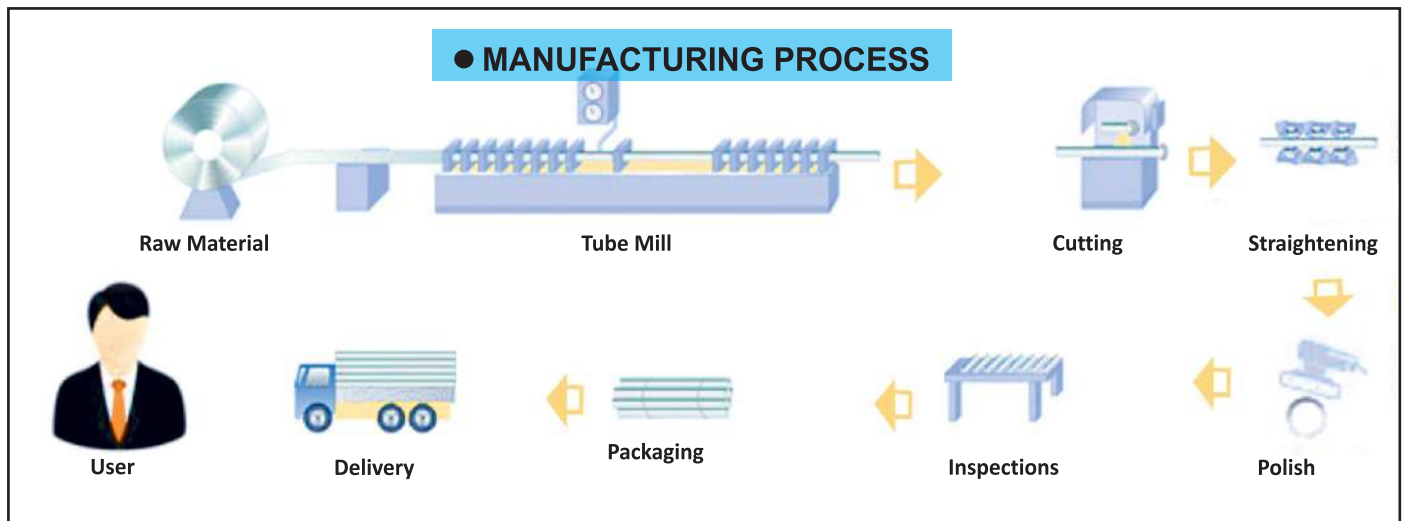 ● MANUFACTURING PROCESS
Raw Material
Tube Mill
Cutting
Straightening
Polish
Inspections
Packaging
Delivery
User